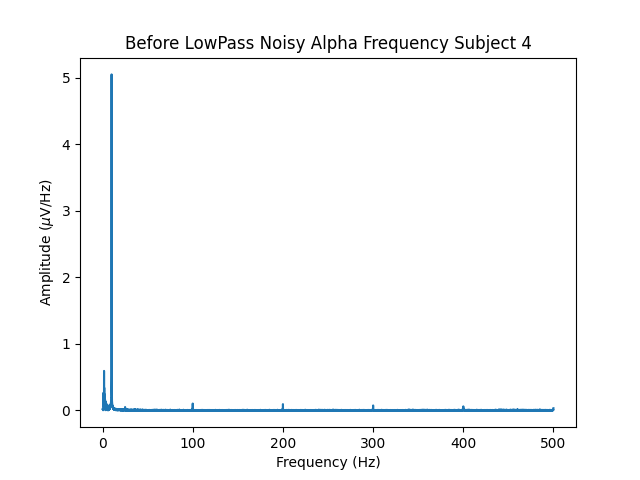 Before LowPass Noisy Alpha Frequency Subject 4
5
4
3
2
1
0
Amplitude (μV/Hz)
0 100 200 300 400 500
Frequency (Hz)